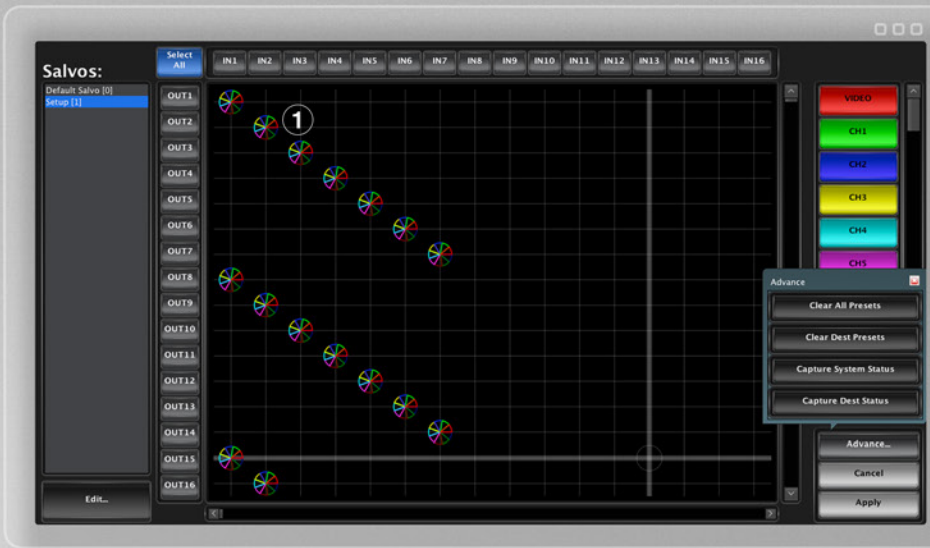 Salvos:
Default Salvo [0]
Setup [1]
Edit...
Select
All
IN1 IN2 IN3 IN4 IN5 IN6 IN7 IN8 IN9 IN10 IN11 IN12 IN13 IN14 IN15 IN16
OUT1
OUT2
OUT3
OUT4
OUT5
OUT6
OUT7
OUT8
OUT9
OUT10
OUT11
OUT12
OUT13
OUT14
OUT15
OUT16
1
VIDEO
CH1
CH2
CH3
CH4
CH5
Advance
Clear All Presets
Clear Dest Presets
Capture System Status
Capture Dest Status
Advance...
Cancel
Apply